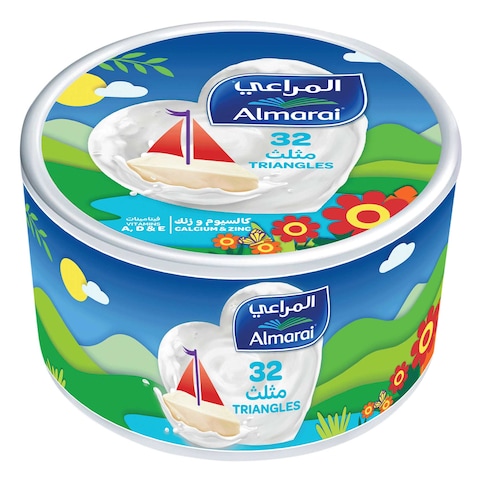 المراعي
Almarai
32
مثلث
TRIANGLES
فيتامينات
VITAMINS
A, D & E
كالسيوم و زنك
CALCIUM & ZINC
المراعي
Almarai
32
مثلث
TRIANGLES